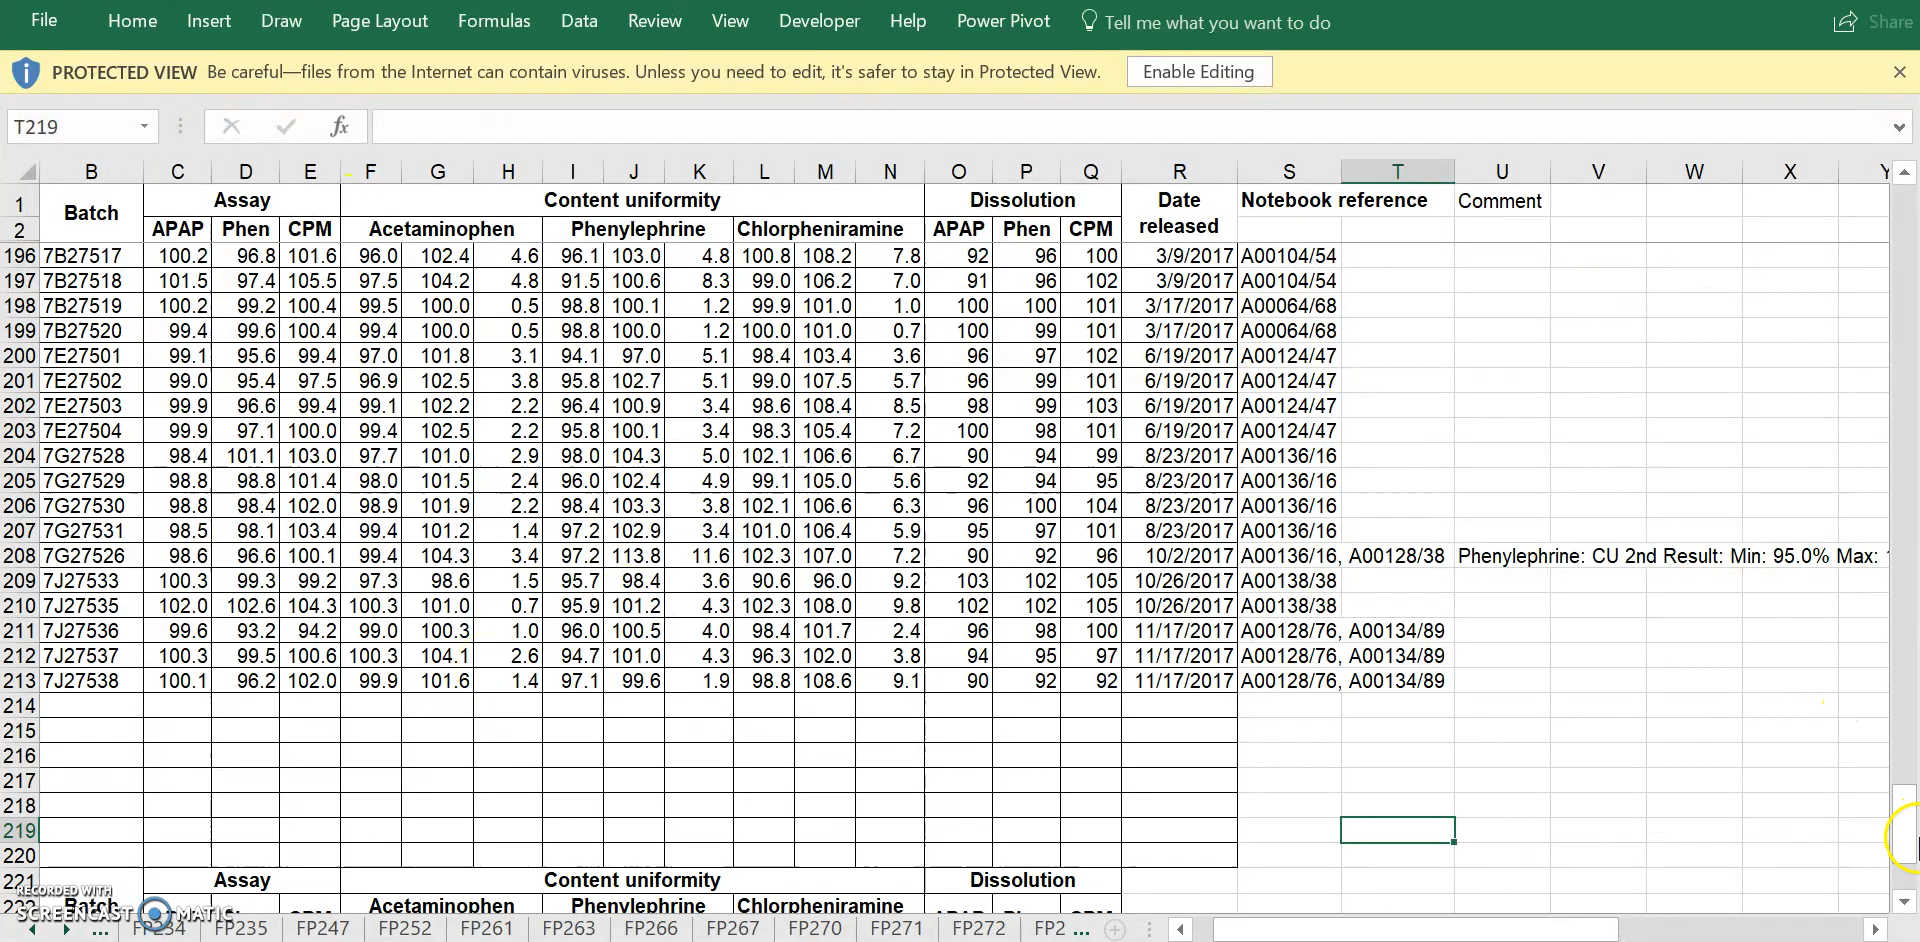 File Home Insert Draw Page Layout Formulas Data Review View Developer Help Power Pivot Tell me what you want to do Share
PROTECTED VIEW Be careful—files from the Internet can contain viruses. Unless you need to edit, it's safer to stay in Protected View. Enable Editing
T219 fx
B C D E F G H I J K L M N O P Q R S T U V W X Y
1 Batch Assay Content uniformity Dissolution Date released Notebook reference Comment
2 APAP Phen CPM Acetaminophen Phenylephrine Chlorpheniramine APAP Phen CPM
196 7B27517 100.2 96.8 101.6 96.0 102.4 4.6 96.1 103.0 4.8 100.8 108.2 7.8 92 96 100 3/9/2017 A00104/54
197 7B27518 101.5 97.4 105.5 97.5 104.2 4.8 91.5 100.6 8.3 99.0 106.2 7.0 91 96 102 3/9/2017 A00104/54
198 7B27519 100.2 99.2 100.4 99.5 100.0 0.5 98.8 100.1 1.2 99.9 101.0 1.0 100 100 101 3/17/2017 A00064/68
199 7B27520 99.4 99.6 100.4 99.4 100.0 0.5 98.8 100.0 1.2 100.0 101.0 0.7 100 99 101 3/17/2017 A00064/68
200 7E27501 99.1 95.6 99.4 97.0 101.8 3.1 94.1 97.0 5.1 98.4 103.4 3.6 96 97 102 6/19/2017 A00124/47
201 7E27502 99.0 95.4 97.5 96.9 102.5 3.8 95.8 102.7 5.1 99.0 107.5 5.7 96 99 101 6/19/2017 A00124/47
202 7E27503 99.9 96.6 99.4 99.1 102.2 2.2 96.4 100.9 3.4 98.6 108.4 8.5 98 99 103 6/19/2017 A00124/47
203 7E27504 99.9 97.1 100.0 99.4 102.5 2.2 95.8 100.1 3.4 98.3 105.4 7.2 100 98 101 6/19/2017 A00124/47
204 7G27528 98.4 101.1 103.0 97.7 101.0 2.9 98.0 104.3 5.0 102.1 106.6 6.7 90 94 99 8/23/2017 A00136/16
205 7G27529 98.8 98.8 101.4 98.0 101.5 2.4 96.0 102.4 4.9 99.1 105.0 5.6 92 94 95 8/23/2017 A00136/16
206 7G27530 98.8 98.4 102.0 98.9 101.9 2.2 98.4 103.3 3.8 102.1 106.6 6.3 96 100 104 8/23/2017 A00136/16
207 7G27531 98.5 98.1 103.4 99.4 101.2 1.4 97.2 102.9 3.4 101.0 106.4 5.9 95 97 101 8/23/2017 A00136/16
208 7G27526 98.6 96.6 100.1 99.4 104.3 3.4 97.2 113.8 11.6 102.3 107.0 7.2 90 92 96 10/2/2017 A00136/16, A00128/38 Phenylephrine: CU 2nd Result: Min: 95.0% Max:
209 7J27533 100.3 99.3 99.2 97.3 98.6 1.5 95.7 98.4 3.6 90.6 96.0 9.2 103 102 105 10/26/2017 A00138/38
210 7J27535 102.0 102.6 104.3 100.3 101.0 0.7 95.9 101.2 4.3 102.3 108.0 9.8 102 102 105 10/26/2017 A00138/38
211 7J27536 99.6 93.2 94.2 99.0 100.3 1.0 96.0 100.5 4.0 98.4 101.7 2.4 96 98 100 11/17/2017 A00128/76, A00134/89
212 7J27537 100.3 99.5 100.6 100.3 104.1 2.6 94.7 101.0 4.3 96.3 102.0 3.8 94 95 97 11/17/2017 A00128/76, A00134/89
213 7J27538 100.1 96.2 102.0 99.9 101.6 1.4 97.1 99.6 1.9 98.8 108.6 9.1 90 92 92 11/17/2017 A00128/76, A00134/89
214
215
216
217
218
219
220
221 Assay Content uniformity Dissolution
Batch Acetaminophen Phenylephrine Chlorpheniramine
RECORDED WITH
SCREENCAST MATIC
... FP234 FP235 FP247 FP252 FP261 FP263 FP266 FP267 FP270 FP271 FP272 FP2 ...